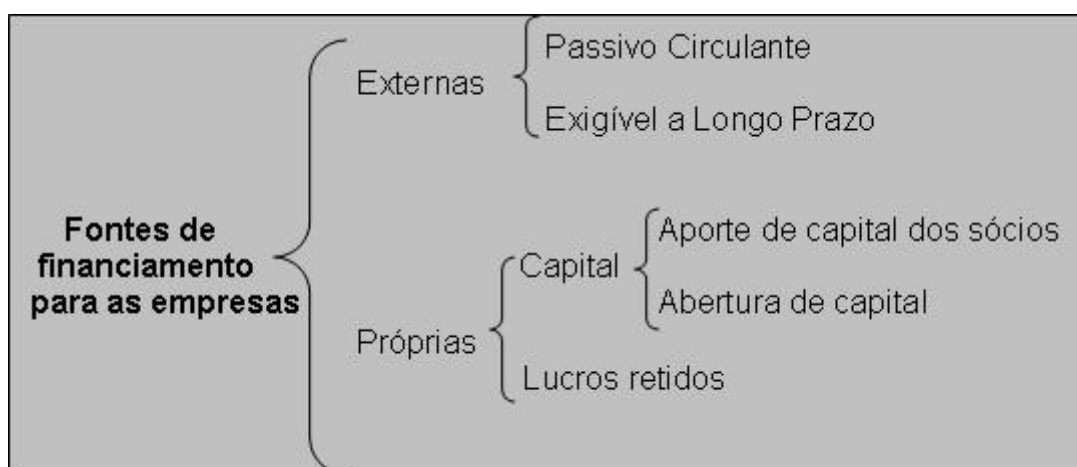 Fontes de
financiamento
para as empresas
Externas
Passivo Circulante
Exigível a Longo Prazo
Próprias
Capital
Aporte de capital dos sócios
Abertura de capital
Lucros retidos